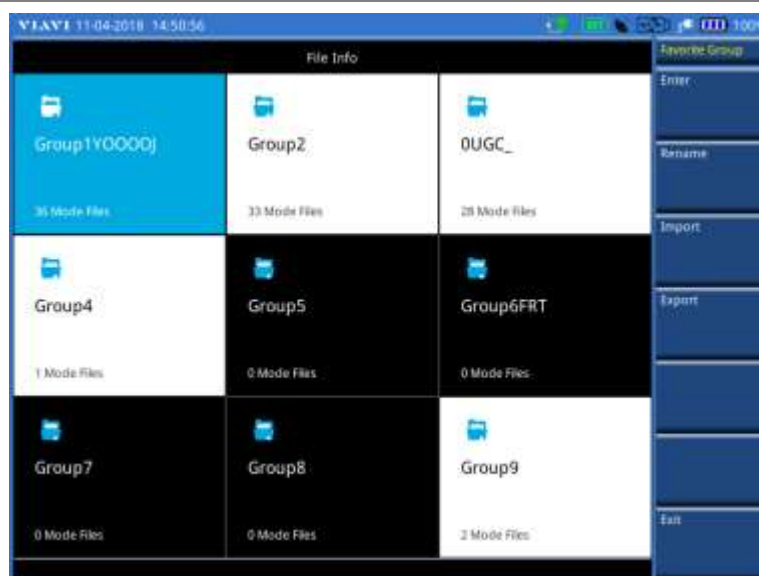 VIAVI 11-04-2018 14:50:56
100%
File Info
Favorite Group
Group1YOOOOJ
36 Mode Files
Group2
33 Mode Files
0UGC_
28 Mode Files
Group4
1 Mode Files
Group5
0 Mode Files
Group6FRT
0 Mode Files
Group7
0 Mode Files
Group8
0 Mode Files
Group9
2 Mode Files
Enter
Rename
Import
Export
Exit